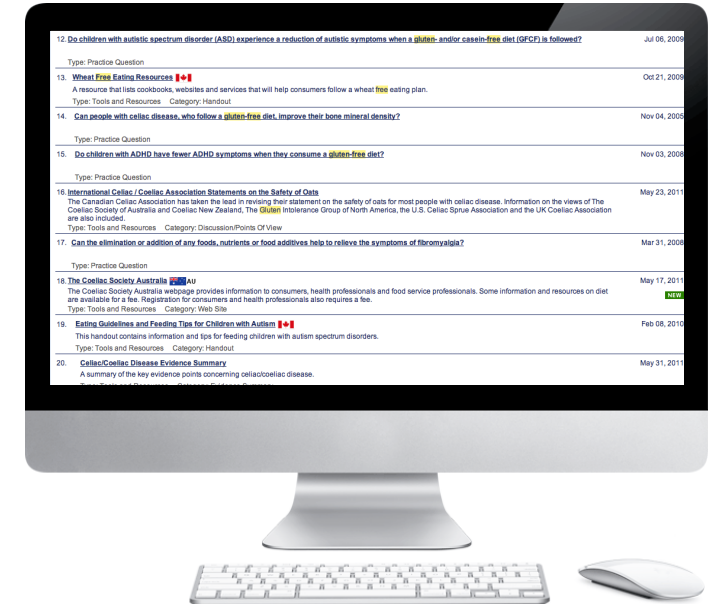 12. Do children with autistic spectrum disorder (ASD) experience a reduction of autistic symptoms when a gluten- and/or casein-free diet (GFCF) is followed? Jul 06, 2009
Type: Practice Question
13. Wheat Free Eating Resources Oct 21, 2009
A resource that lists cookbooks, websites and services that will help consumers follow a wheat free eating plan.
Type: Tools and Resources Category: Handout
14. Can people with celiac disease, who follow a gluten-free diet, improve their bone mineral density? Nov 04, 2005
Type: Practice Question
15. Do children with ADHD have fewer ADHD symptoms when they consume a gluten-free diet? Nov 03, 2008
Type: Practice Question
16. International Celiac / Coeliac Association Statements on the Safety of Oats May 23, 2011
The Canadian Celiac Association has taken the lead in revising their statement on the safety of oats for most people with celiac disease. Information on the views of The
Coeliac Society of Australia and Coeliac New Zealand, The Gluten Intolerance Group of North America, the U.S. Celiac Sprue Association and the UK Coeliac Association
are also included.
Type: Tools and Resources Category: Discussion/Points Of View
17. Can the elimination or addition of any foods, nutrients or food additives help to relieve the symptoms of fibromyalgia? Mar 31, 2008
Type: Practice Question
18. The Coeliac Society Australia AU May 17, 2011
The Coeliac Society Australia webpage provides information to consumers, health professionals and food service professionals. Some information and resources on diet
NEW
are available for a fee. Registration for consumers and health professionals also requires a fee.
Type: Tools and Resources Category: Web Site
19. Eating Guidelines and Feeding Tips for Children with Autism Feb 08, 2010
This handout contains information and tips for feeding children with autism spectrum disorders.
Type: Tools and Resources Category: Handout
20. Celiac/Coeliac Disease Evidence Summary May 31, 2011
A summary of the key evidence points concerning celiac/coeliac disease.
Type: Tools and Resources Category: Evidence Summary